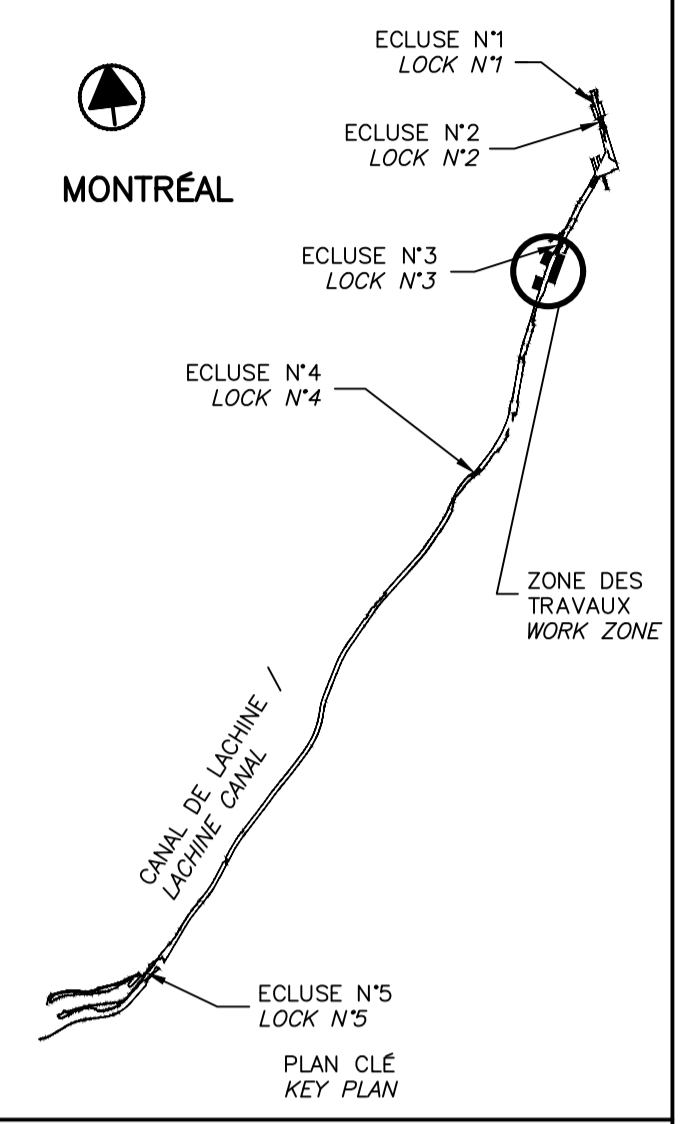 ECLUSE N°1
LOCK N°1
ECLUSE N°2
LOCK N°2
MONTRÉAL
ECLUSE N°3
LOCK N°3
ECLUSE N°4
LOCK N°4
ZONE DES
TRAVAUX
WORK ZONE
CANAL DE LACHINE /
LACHINE CANAL
ECLUSE N°5
LOCK N°5
PLAN CLÉ
KEY PLAN